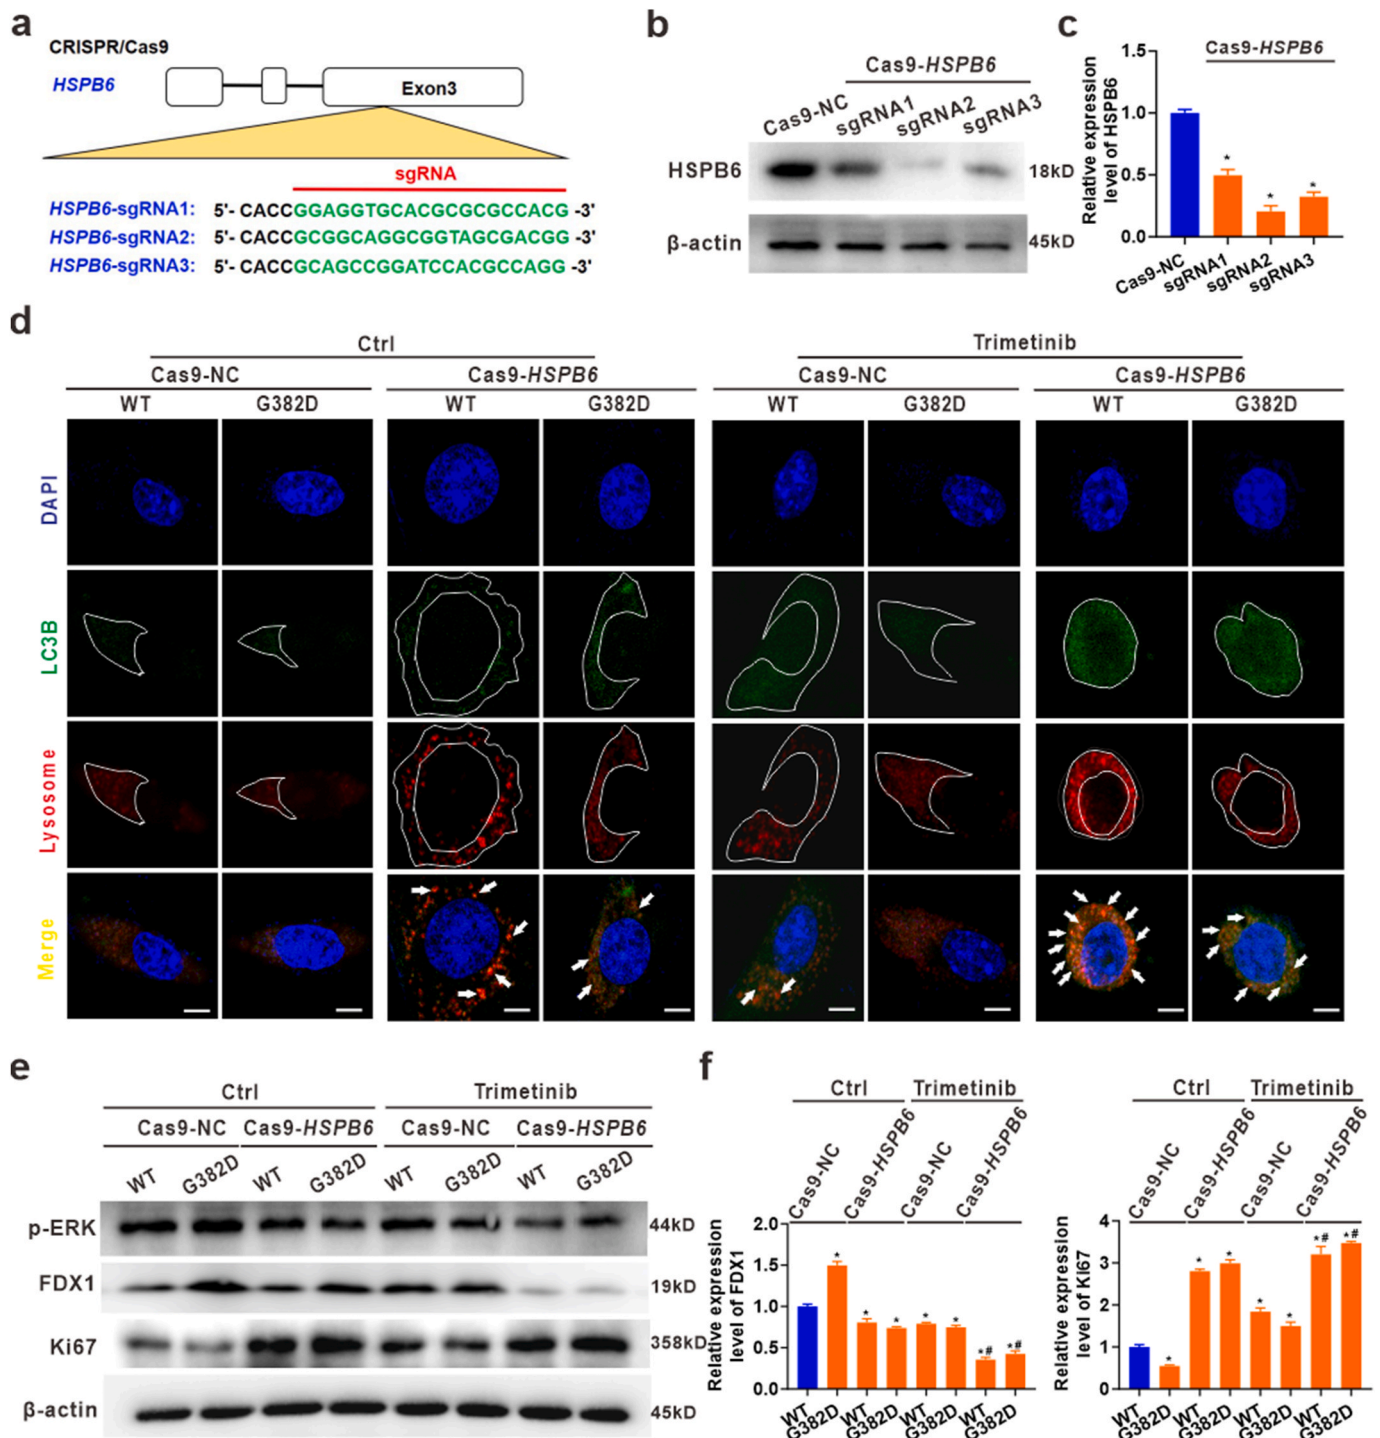 a
CRISPR/Cas9
HSPB6
Exon3
sgRNA
HSPB6-sgRNA1: 5'- CACCGGAGGTGCACGCGCGCCACG -3'
HSPB6-sgRNA2: 5'- CACCGCGGCAGGCGGTAGCGACGG -3'
HSPB6-sgRNA3: 5'- CACCGCAGCCGGATCCACGCCAGG -3'
b
Cas9-HSPB6
Cas9-NC sgRNA1 sgRNA2 sgRNA3
HSPB6 18kD
β-actin 45kD
c
Cas9-HSPB6
Relative expression
level of HSPB6
1.5
1.0
0.5
0.0
* * *
Cas9-NC sgRNA1 sgRNA2 sgRNA3
d
Ctrl Trimetinib
Cas9-NC Cas9-HSPB6 Cas9-NC Cas9-HSPB6
WT G382D WT G382D WT G382D WT G382D
DAPI
LC3B
Lysosome
Merge
e
Ctrl Trimetinib
Cas9-NC Cas9-HSPB6 Cas9-NC Cas9-HSPB6
WT G382D WT G382D WT G382D WT G382D
p-ERK 44kD
FDX1 19kD
Ki67 358kD
β-actin 45kD
f
Ctrl Trimetinib
Cas9-NC Cas9-HSPB6 Cas9-NC Cas9-HSPB6
Relative expression
level of FDX1
2.0
1.5
1.0
0.5
0.0
* * * * * *# *#
WT G382D WT G382D WT G382D WT G382D
Ctrl Trimetinib
Cas9-NC Cas9-HSPB6 Cas9-NC Cas9-HSPB6
Relative expression
level of Ki67
4
3
2
1
0
* * * * * *# *#
WT G382D WT G382D WT G382D WT G382D